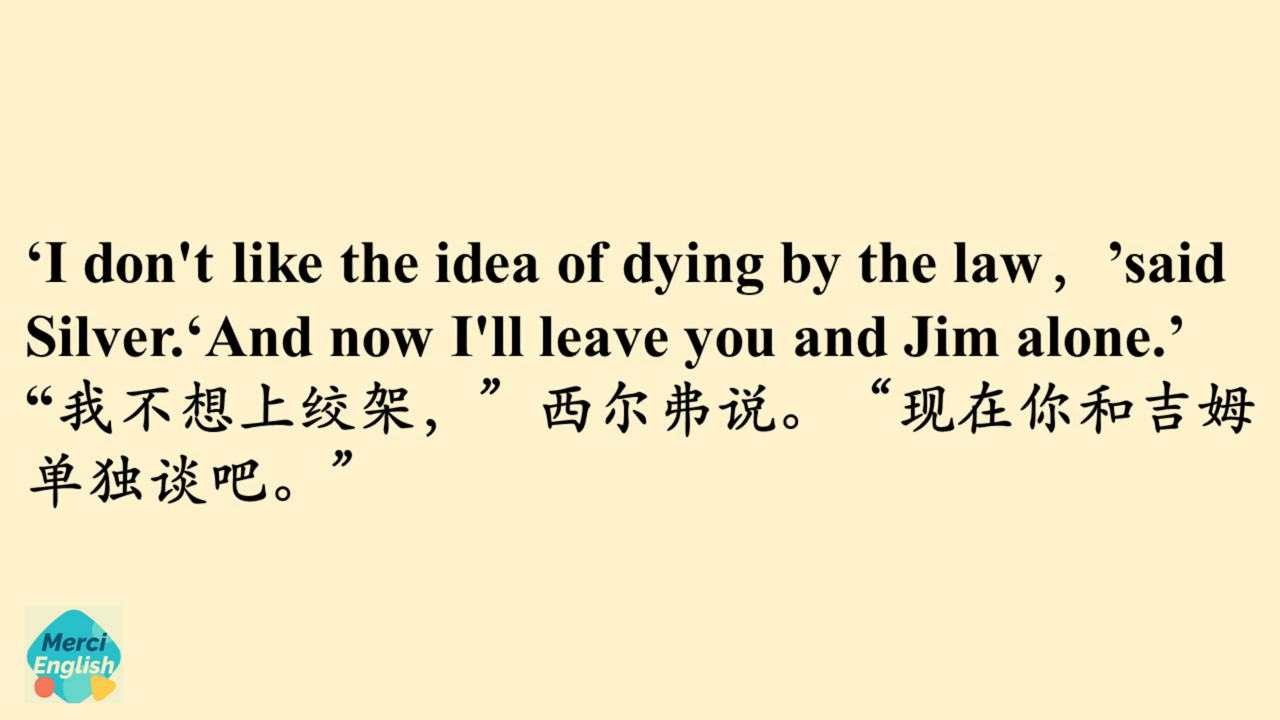 ‘I don't like the idea of dying by the law， ’said
Silver.‘And now I'll leave you and Jim alone.’
“我不想上绞架，”西尔弗说。“现在你和吉姆
单独谈吧。”
Merci
English